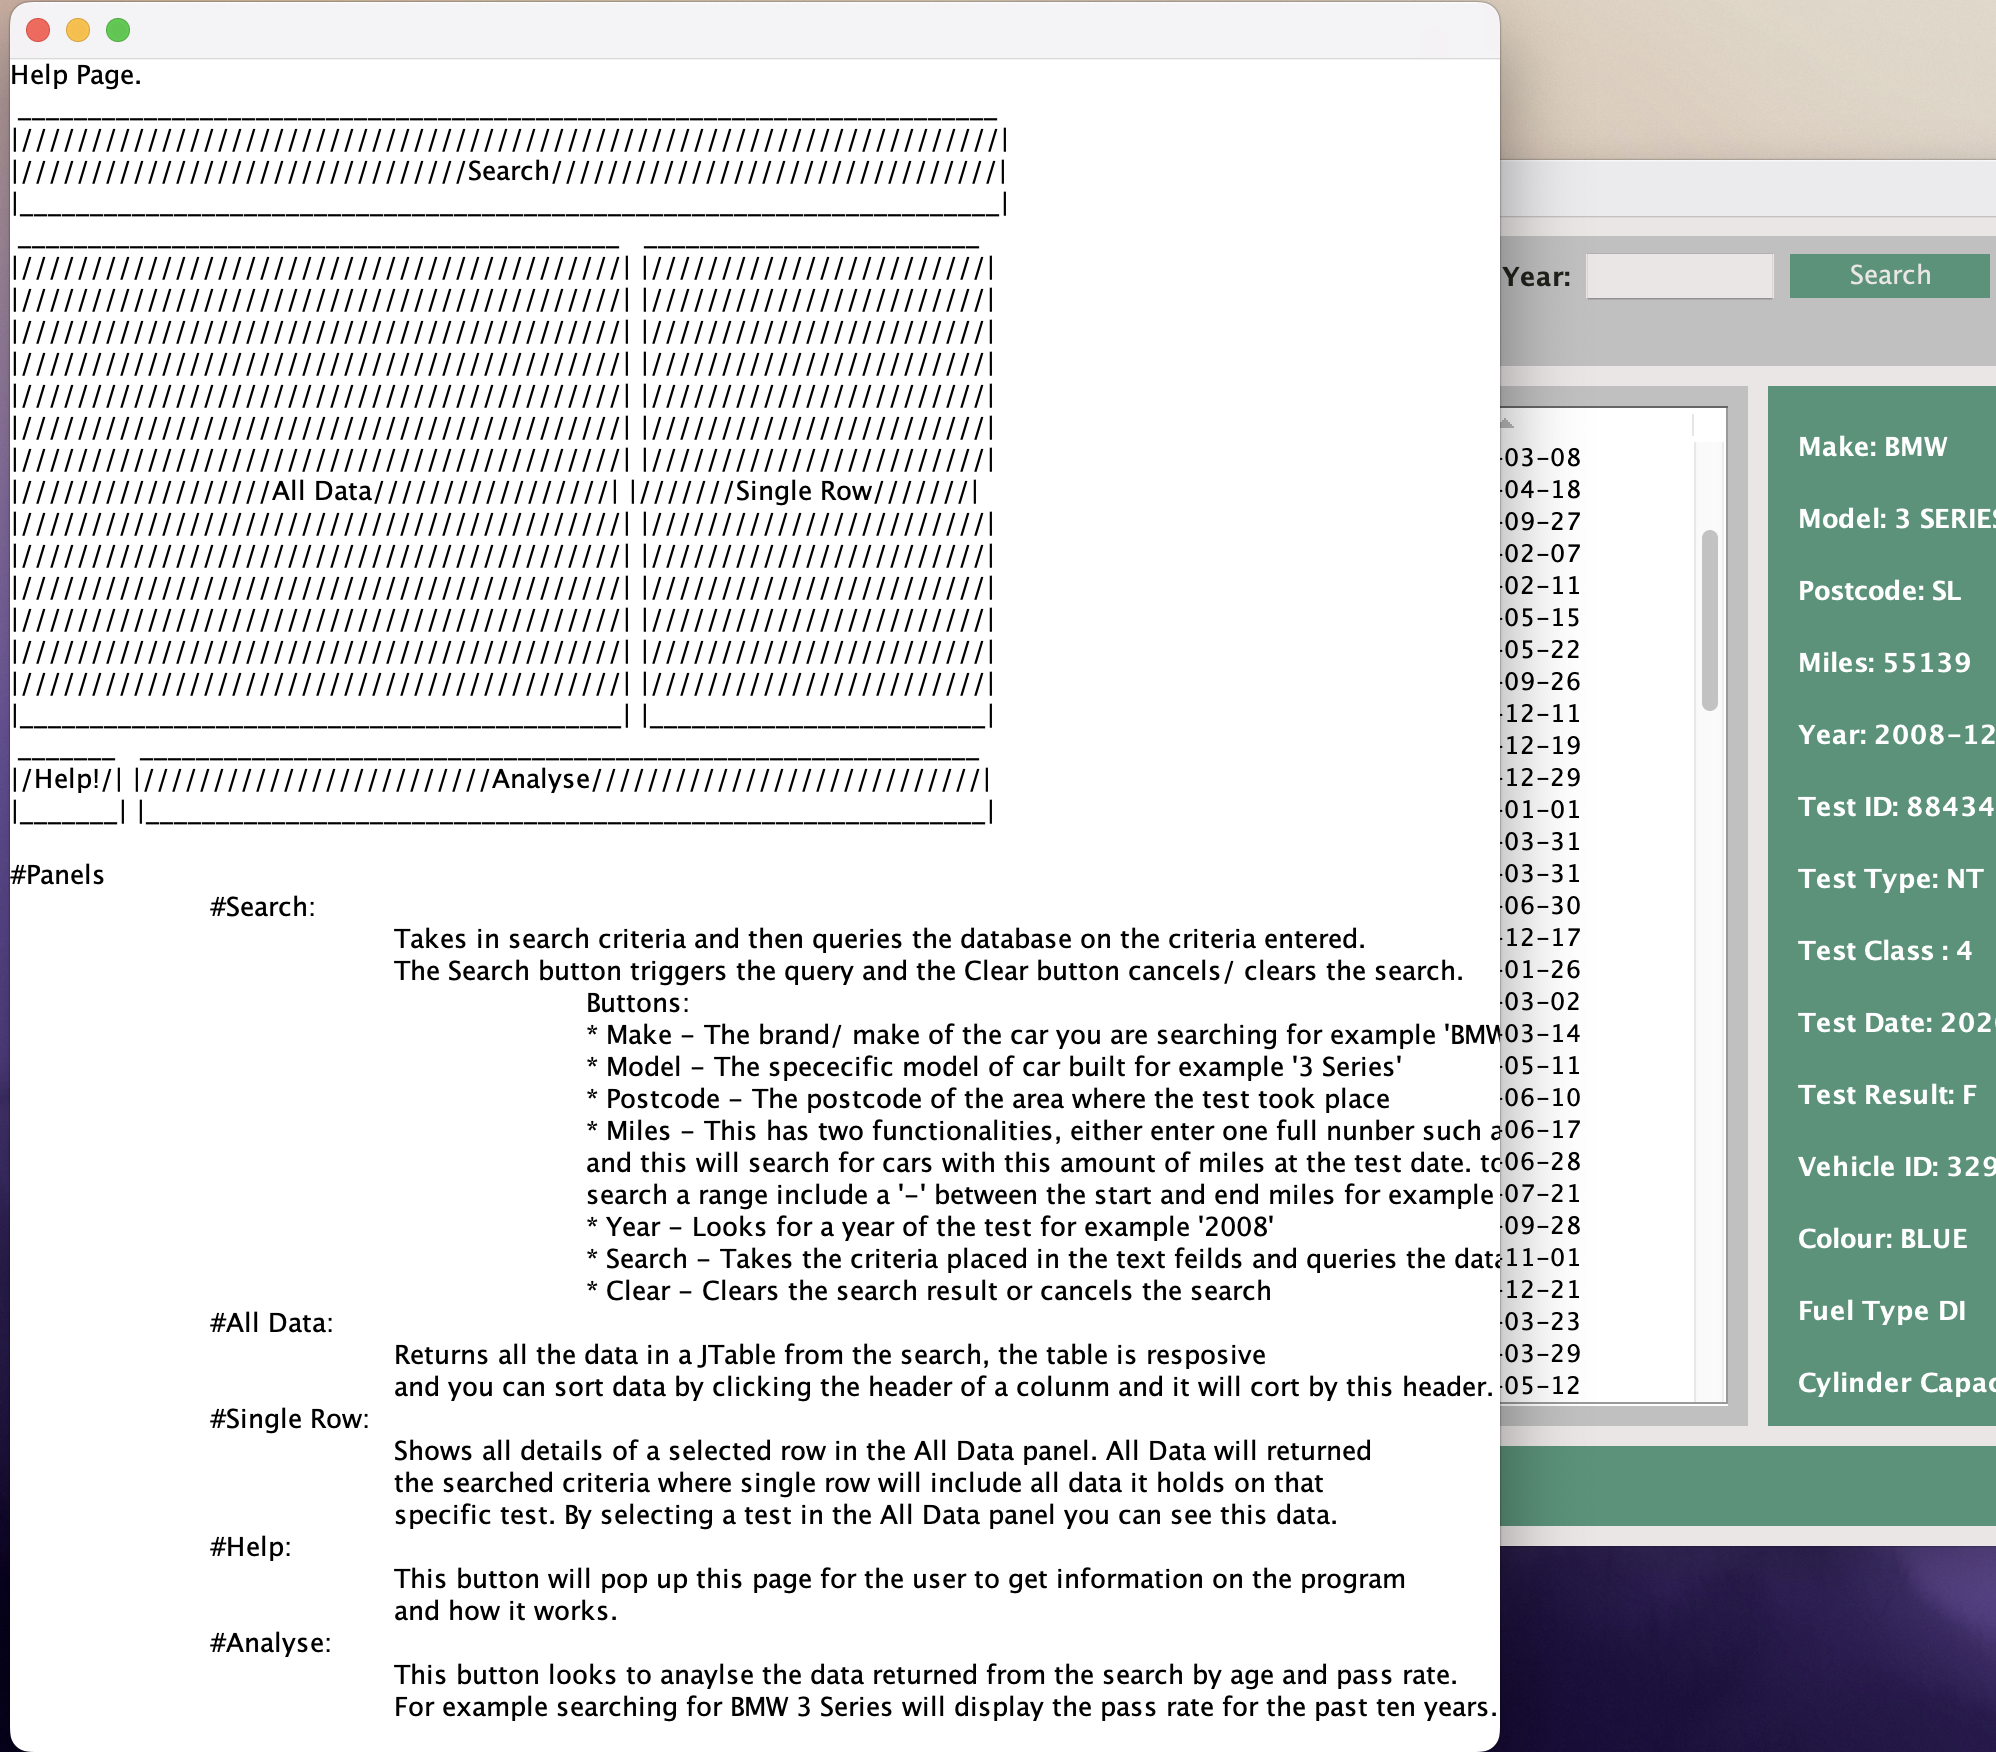 Help Page.
 ______________________________________________________________________
|//////////////////////////////////////////////////////////////////////|
|////////////////////////////////Search////////////////////////////////|
|______________________________________________________________________|
 ___________________________________________   ________________________
|///////////////////////////////////////////| |////////////////////////|
|///////////////////////////////////////////| |////////////////////////|
|///////////////////////////////////////////| |////////////////////////|
|///////////////////////////////////////////| |////////////////////////|
|///////////////////////////////////////////| |////////////////////////|
|///////////////////////////////////////////| |////////////////////////|
|///////////////////////////////////////////| |////////////////////////|
|//////////////////All Data/////////////////| |///////Single Row///////|
|///////////////////////////////////////////| |////////////////////////|
|///////////////////////////////////////////| |////////////////////////|
|///////////////////////////////////////////| |////////////////////////|
|///////////////////////////////////////////| |////////////////////////|
|///////////////////////////////////////////| |////////////////////////|
|///////////////////////////////////////////| |////////////////////////|
|___________________________________________| |________________________|
 _______   ____________________________________________________________
|/Help!/| |/////////////////////////Analyse////////////////////////////|
|_______| |____________________________________________________________|
#Panels
#Search:
Takes in search criteria and then queries the database on the criteria entered.
The Search button triggers the query and the Clear button cancels/ clears the search.
Buttons:
* Make – The brand/ make of the car you are searching for example 'BMW
* Model – The spececific model of car built for example '3 Series'
* Postcode – The postcode of the area where the test took place
* Miles – This has two functionalities, either enter one full nunber such a
and this will search for cars with this amount of miles at the test date. to
search a range include a '–' between the start and end miles for example
* Year – Looks for a year of the test for example '2008'
* Search – Takes the criteria placed in the text feilds and queries the data
* Clear – Clears the search result or cancels the search
#All Data:
Returns all the data in a JTable from the search, the table is resposive
and you can sort data by clicking the header of a colunm and it will cort by this header.
#Single Row:
Shows all details of a selected row in the All Data panel. All Data will returned
the searched criteria where single row will include all data it holds on that
specific test. By selecting a test in the All Data panel you can see this data.
#Help:
This button will pop up this page for the user to get information on the program
and how it works.
#Analyse:
This button looks to anaylse the data returned from the search by age and pass rate.
For example searching for BMW 3 Series will display the pass rate for the past ten years.
Year:
Search
-03-08
-04-18
-09-27
-02-07
-02-11
-05-15
-05-22
-09-26
-12-11
-12-19
-12-29
-01-01
-03-31
-03-31
-06-30
-12-17
-01-26
-03-02
-03-14
-05-11
-06-10
-06-17
-06-28
-07-21
-09-28
-11-01
-12-21
-03-23
-03-29
-05-12
Make: BMW
Model: 3 SERIES
Postcode: SL
Miles: 55139
Year: 2008-12
Test ID: 88434
Test Type: NT
Test Class : 4
Test Date: 202
Test Result: F
Vehicle ID: 329
Colour: BLUE
Fuel Type DI
Cylinder Capac